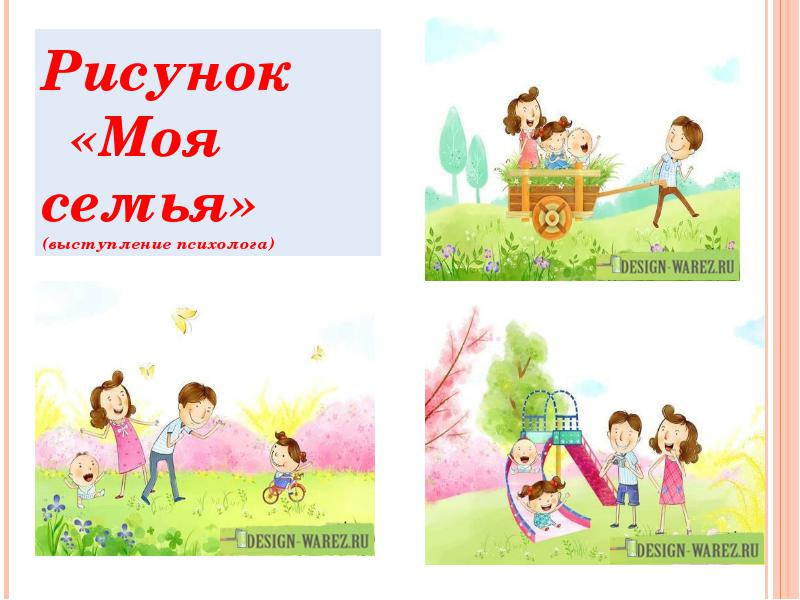 Рисунок
«Моя
семья»
(выступление психолога)
DESIGN-WAREZ.RU
DESIGN-WAREZ.RU
DESIGN-WAREZ.RU